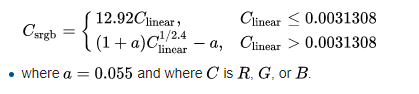 C_srgb = { 12.92C_linear, C_linear ≤ 0.0031308
(1 + a)C_linear^{1/2.4} − a, C_linear > 0.0031308
• where a = 0.055 and where C is R, G, or B.